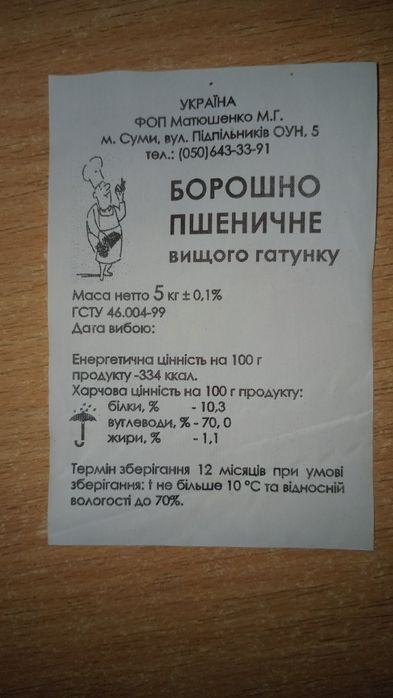 УКРАЇНА
ФОП Матюшенко М.Г.
м. Суми, вул. Підпільників ОУН, 5
тел.: (050)643-33-91
БОРОШНО
ПШЕНИЧНЕ
вищого гатунку
Маса нетто 5 кг ± 0,1%
ГСТУ 46.004-99
Дата вибою:
Енергетична цінність на 100 г
продукту -334 ккал.
Харчова цінність на 100 г продукту:
білки, % - 10,3
вуглеводи, % - 70, 0
жири, % - 1,1
Термін зберігання 12 місяців при умові
зберігання: t не більше 10 °С та відносній
вологості до 70%.